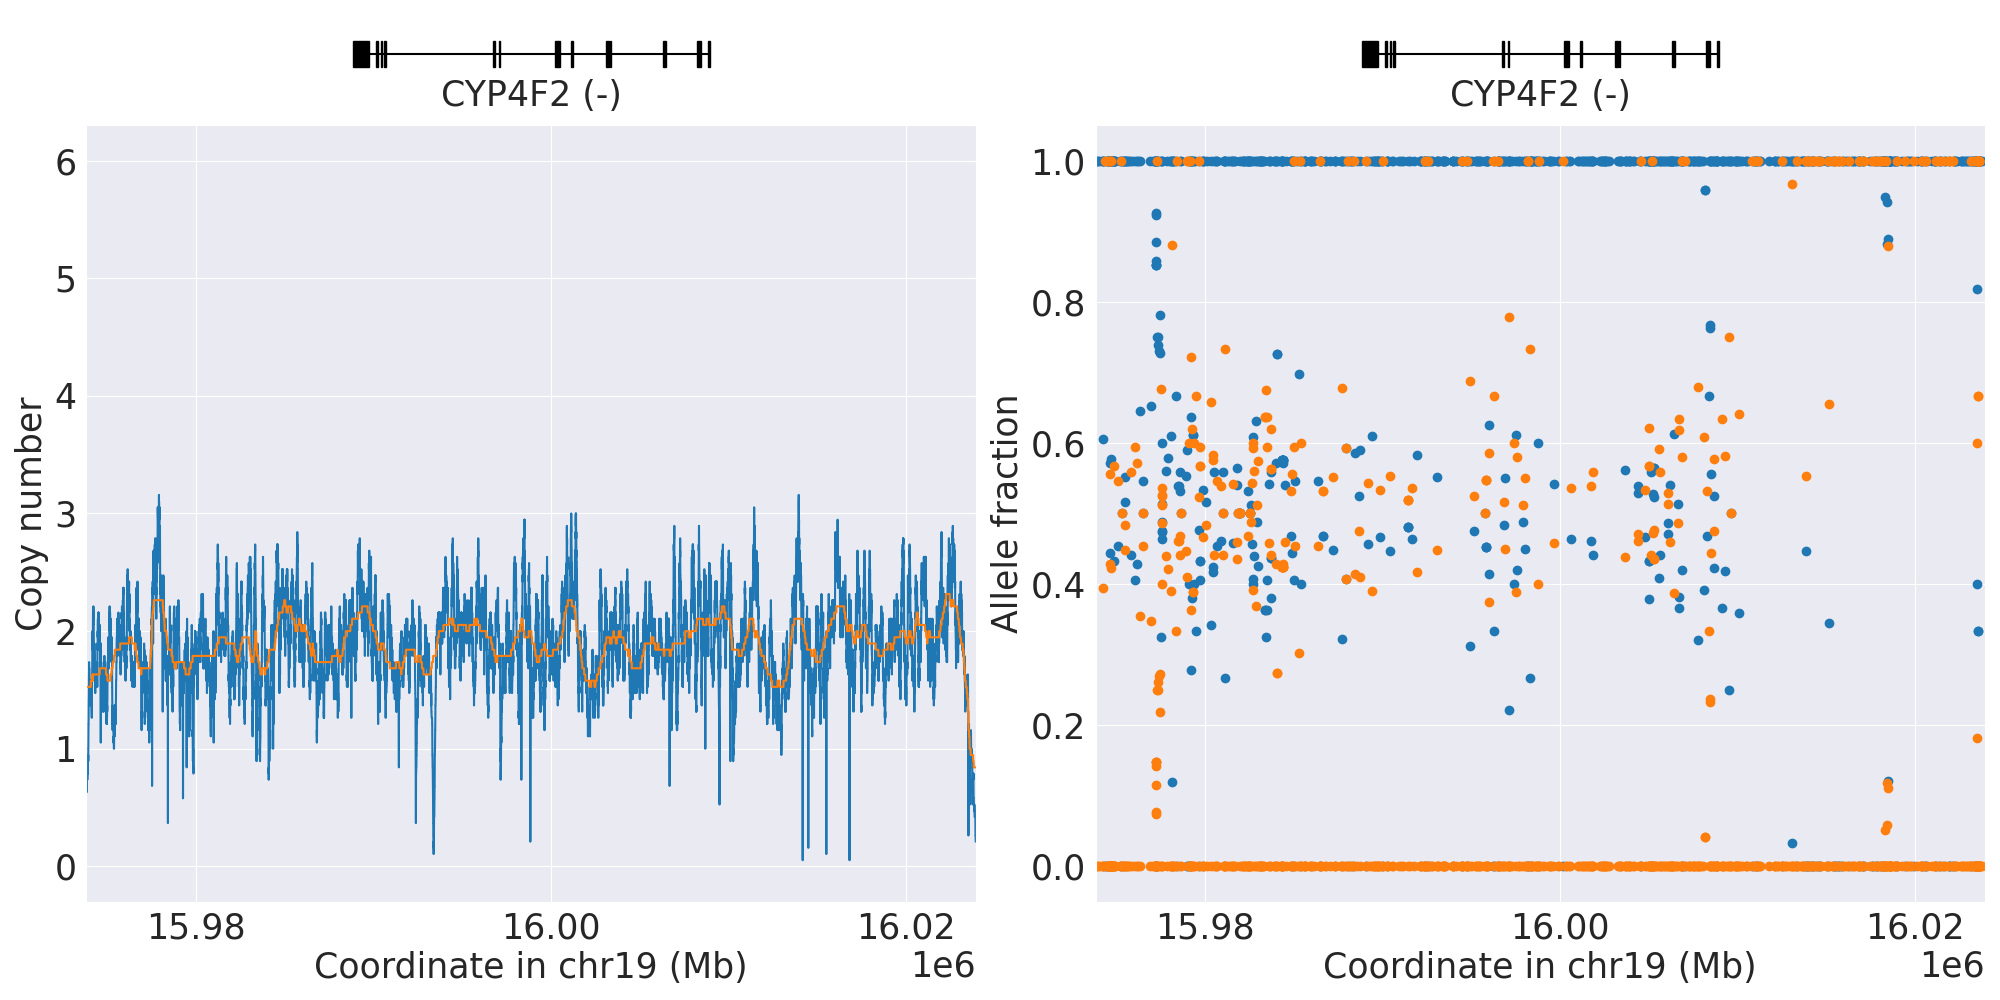 CYP4F2 (-)
6
5
4
3
2
1
0
Copy number
15.98
16.00
16.02
1e6
Coordinate in chr19 (Mb)
CYP4F2 (-)
1.0
0.8
0.6
0.4
0.2
0.0
Allele fraction
15.98
16.00
16.02
1e6
Coordinate in chr19 (Mb)